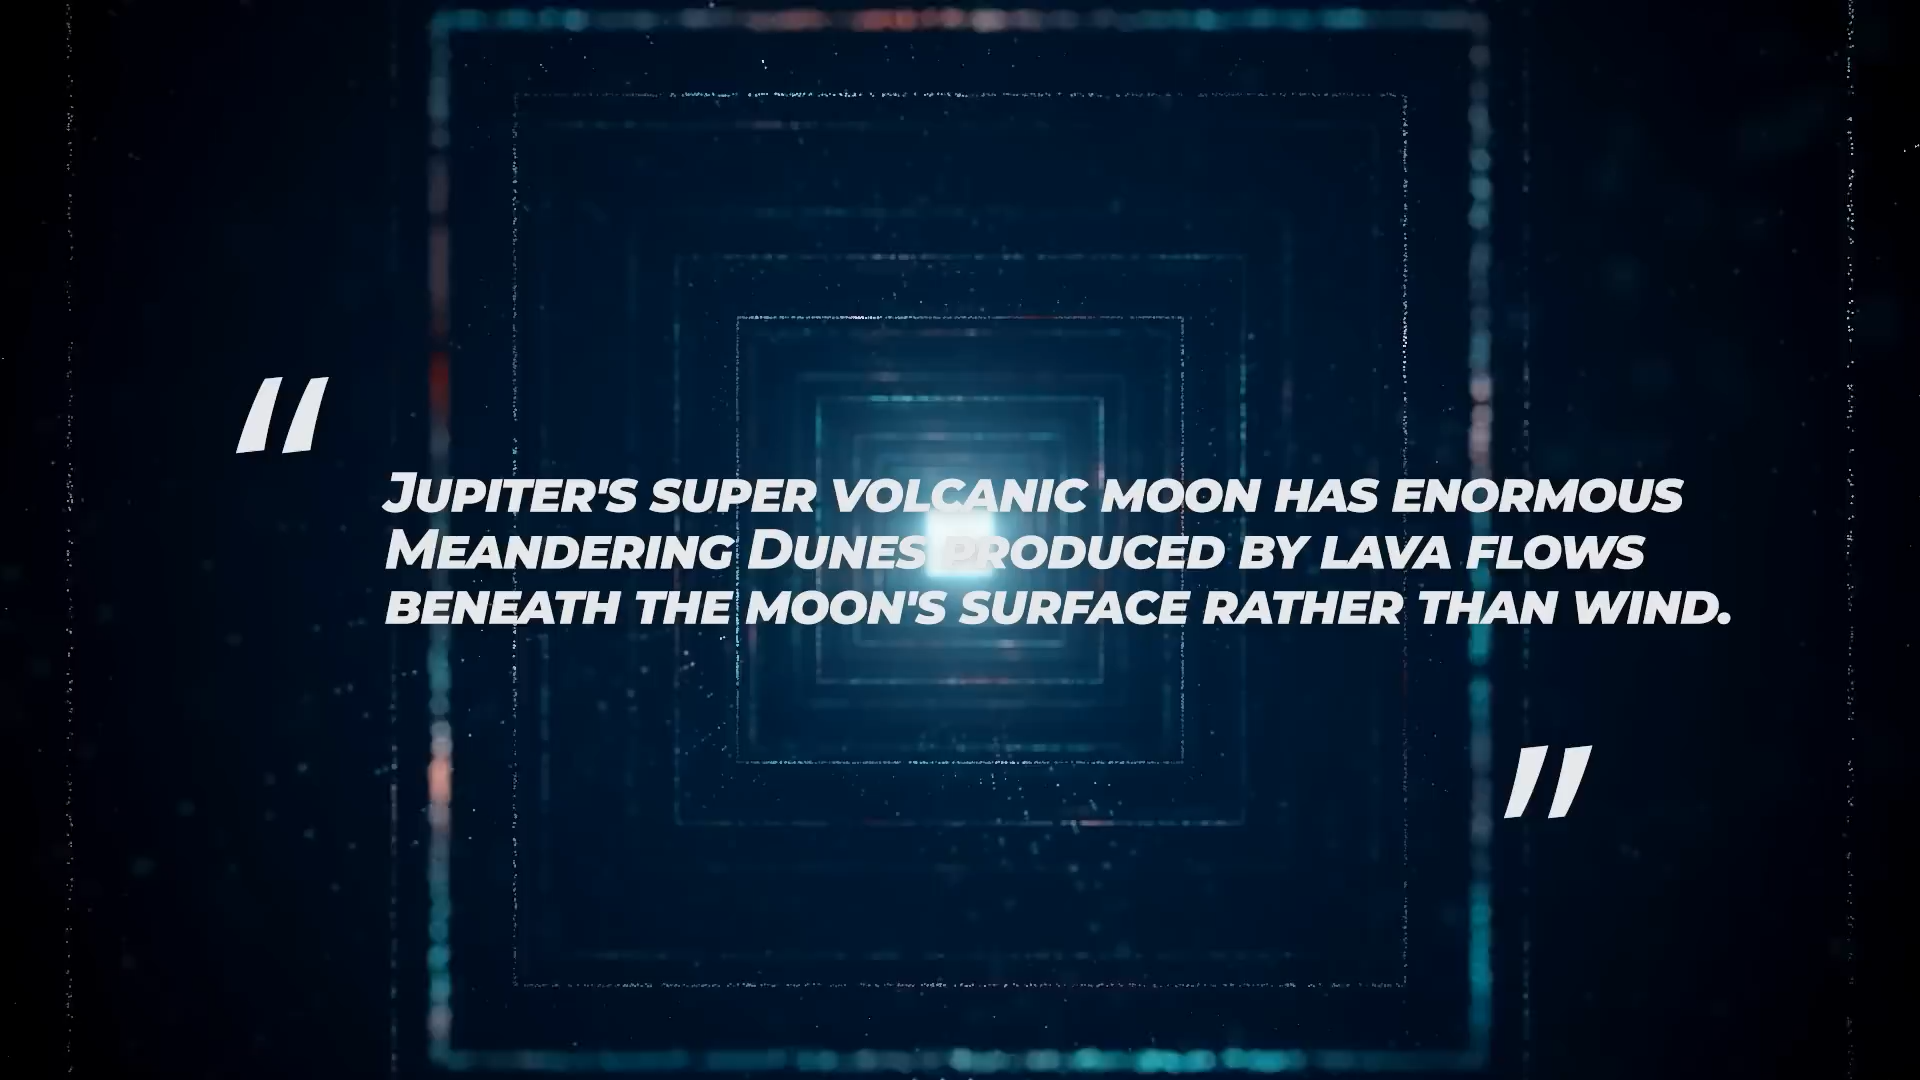 "
JUPITER'S SUPER VOLCANIC MOON HAS ENORMOUS
MEANDERING DUNES PRODUCED BY LAVA FLOWS
BENEATH THE MOON'S SURFACE RATHER THAN WIND.
"